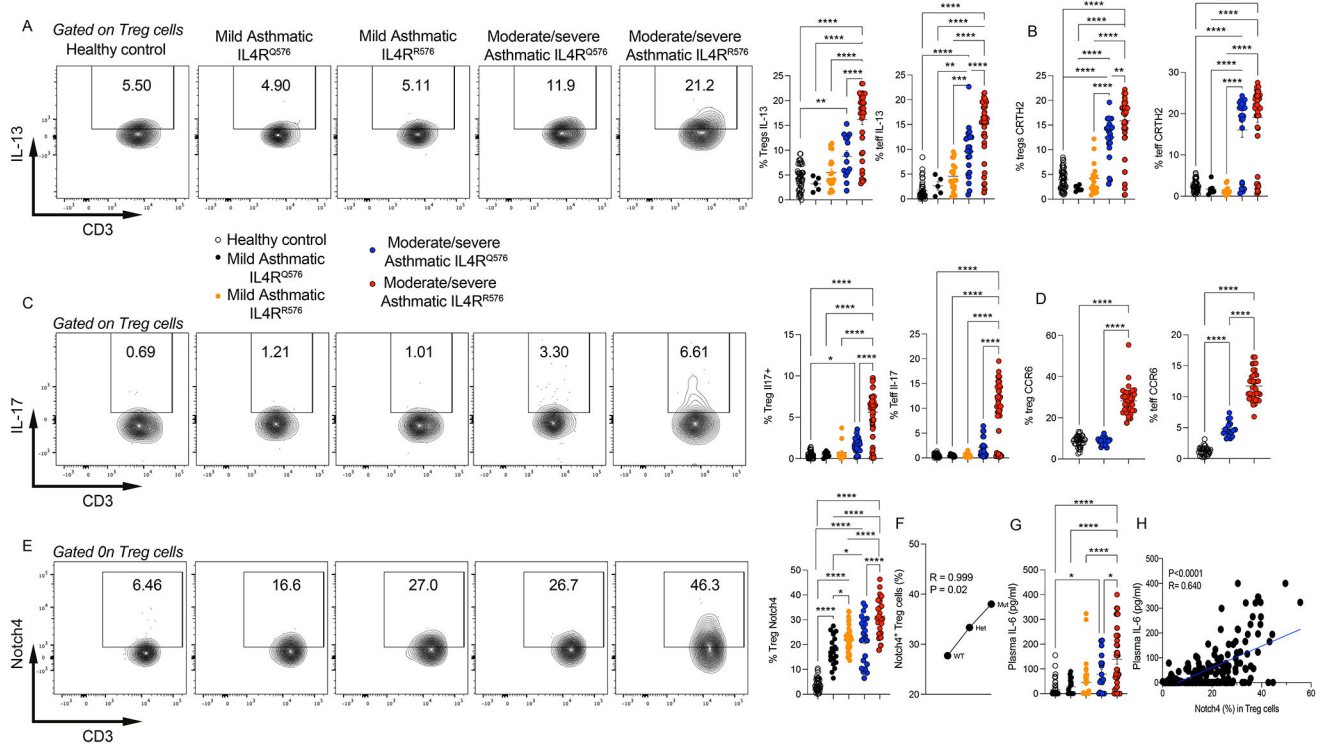 A
Gated on Treg cells
Healthy control
Mild Asthmatic
IL4R^Q576
Mild Asthmatic
IL4R^R576
Moderate/severe
Asthmatic IL4R^Q576
Moderate/severe
Asthmatic IL4R^R576
5.50
4.90
5.11
11.9
21.2
IL-13
CD3
% Tregs IL-13
% teff IL-13
B
% tregs CRTH2
% teff CRTH2
Healthy control
Mild Asthmatic
IL4R^Q576
Mild Asthmatic
IL4R^R576
Moderate/severe
Asthmatic IL4R^Q576
Moderate/severe
Asthmatic IL4R^R576
C
Gated on Treg cells
0.69
1.21
1.01
3.30
6.61
IL-17
CD3
% Treg Il17+
% Teff Il-17
D
% treg CCR6
% teff CCR6
E
Gated 0n Treg cells
6.46
16.6
27.0
26.7
46.3
Notch4
CD3
% Treg Notch4
F
Notch4⁺ Treg cells (%)
R = 0.999
P = 0.02
WT
Het
Mut
G
Plasma IL-6 (pg/ml)
H
P<0.0001
R= 0.640
Plasma IL-6 (pg/ml)
Notch4 (%) in Treg cells